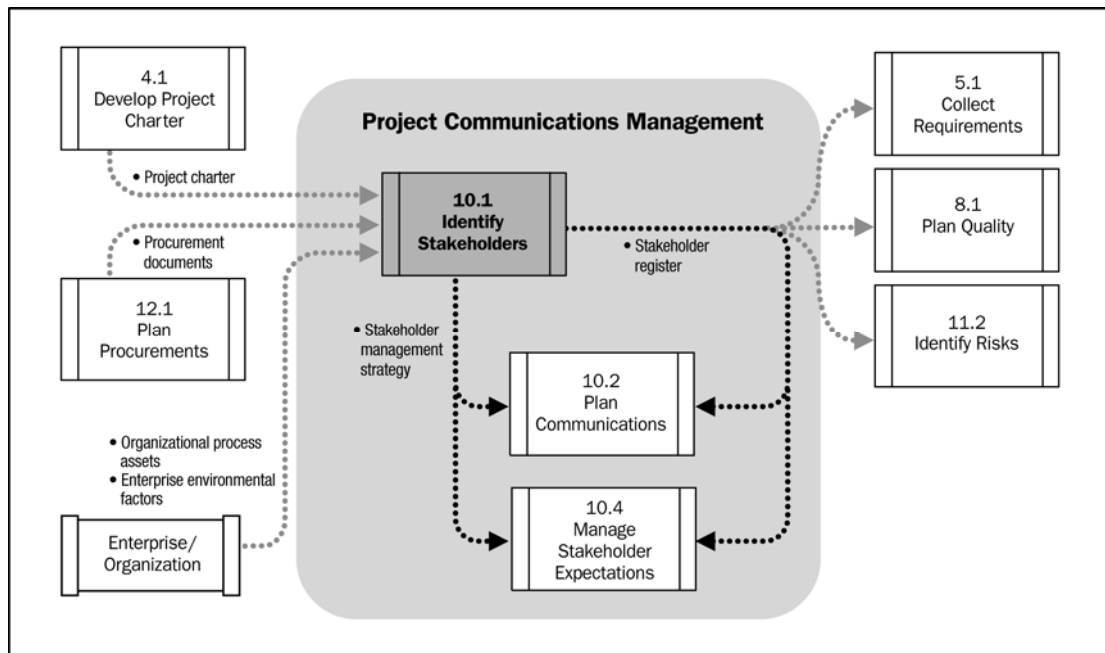 4.1
Develop Project
Charter
• Project charter
• Procurement
documents
12.1
Plan
Procurements
• Organizational process
assets
• Enterprise environmental
factors
Enterprise/
Organization
Project Communications Management
10.1
Identify
Stakeholders
• Stakeholder
register
• Stakeholder
management
strategy
10.2
Plan
Communications
10.4
Manage
Stakeholder
Expectations
5.1
Collect
Requirements
8.1
Plan Quality
11.2
Identify Risks